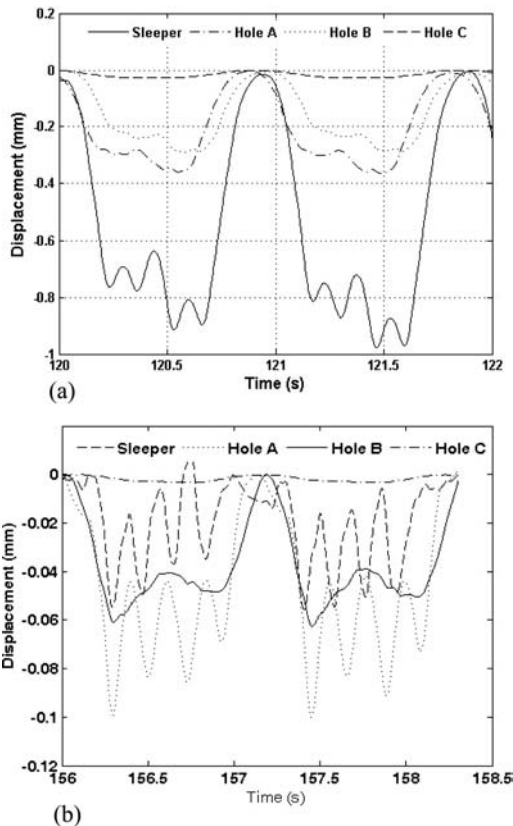 0.2
Sleeper Hole A Hole B Hole C
0
-0.2
-0.4
-0.6
-0.8
-1
Displacement (mm)
120 120.5 121 121.5 122
Time (s)
(a)
Sleeper Hole A Hole B Hole C
0
-0.02
-0.04
-0.06
-0.08
-0.1
-0.12
Displacement (mm)
156 156.5 157 157.5 158 158.5
Time (s)
(b)